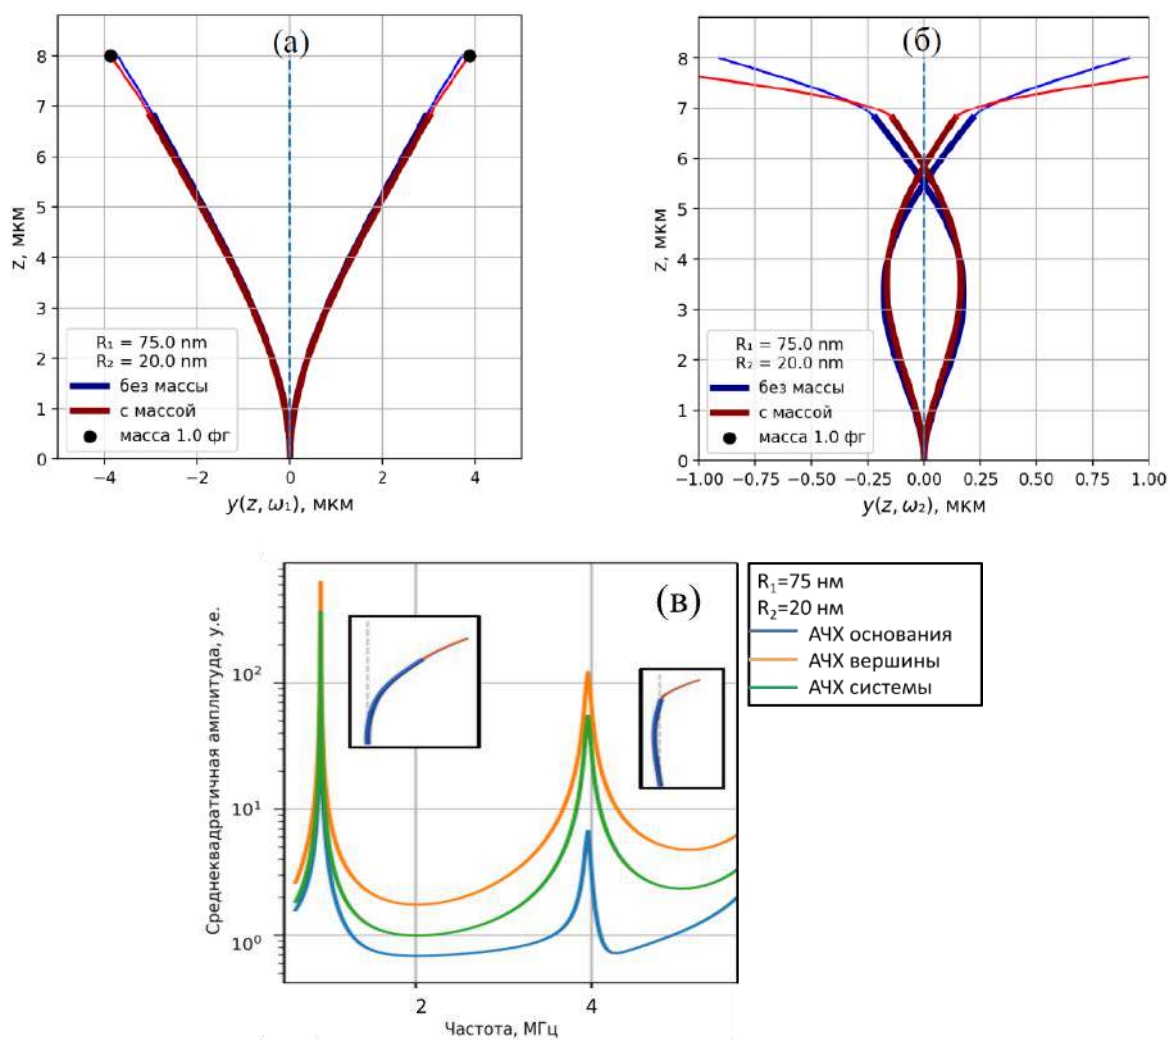 (а)
8
7
6
5
4
3
2
1
0
z, мкм
R₁ = 75.0 nm
R₂ = 20.0 nm
без массы
с массой
масса 1.0 фг
−4
−2
0
2
4
y(z, ω₁), мкм
(б)
8
7
6
5
4
3
2
1
0
z, мкм
R₁ = 75.0 nm
R₂ = 20.0 nm
без массы
с массой
масса 1.0 фг
−1.00
−0.75
−0.50
−0.25
0.00
0.25
0.50
0.75
1.00
y(z, ω₂), мкм
(в)
Среднеквадратичная амплитуда, у.е.
10²
10¹
10⁰
2
4
Частота, МГц
R₁=75 нм
R₂=20 нм
АЧХ основания
АЧХ вершины
АЧХ системы